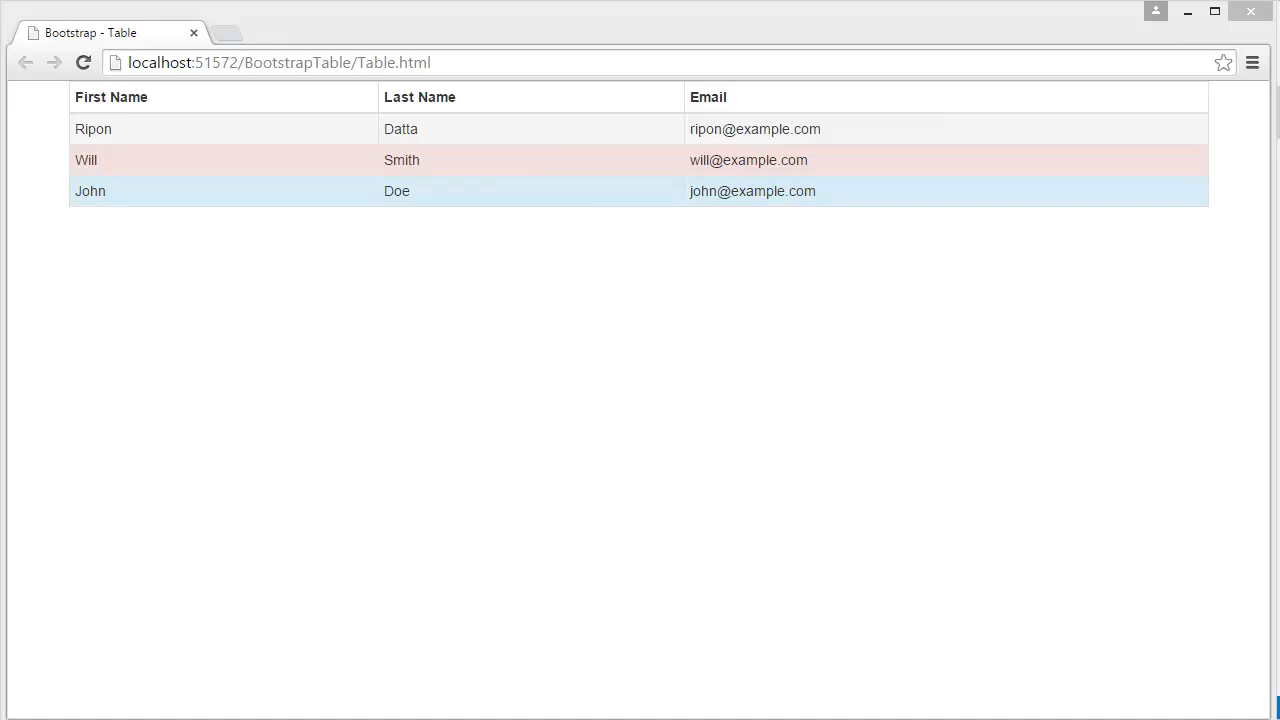 Bootstrap - Table
localhost:51572/BootstrapTable/Table.html
First Name Last Name Email
Ripon Datta ripon@example.com
Will Smith will@example.com
John Doe john@example.com